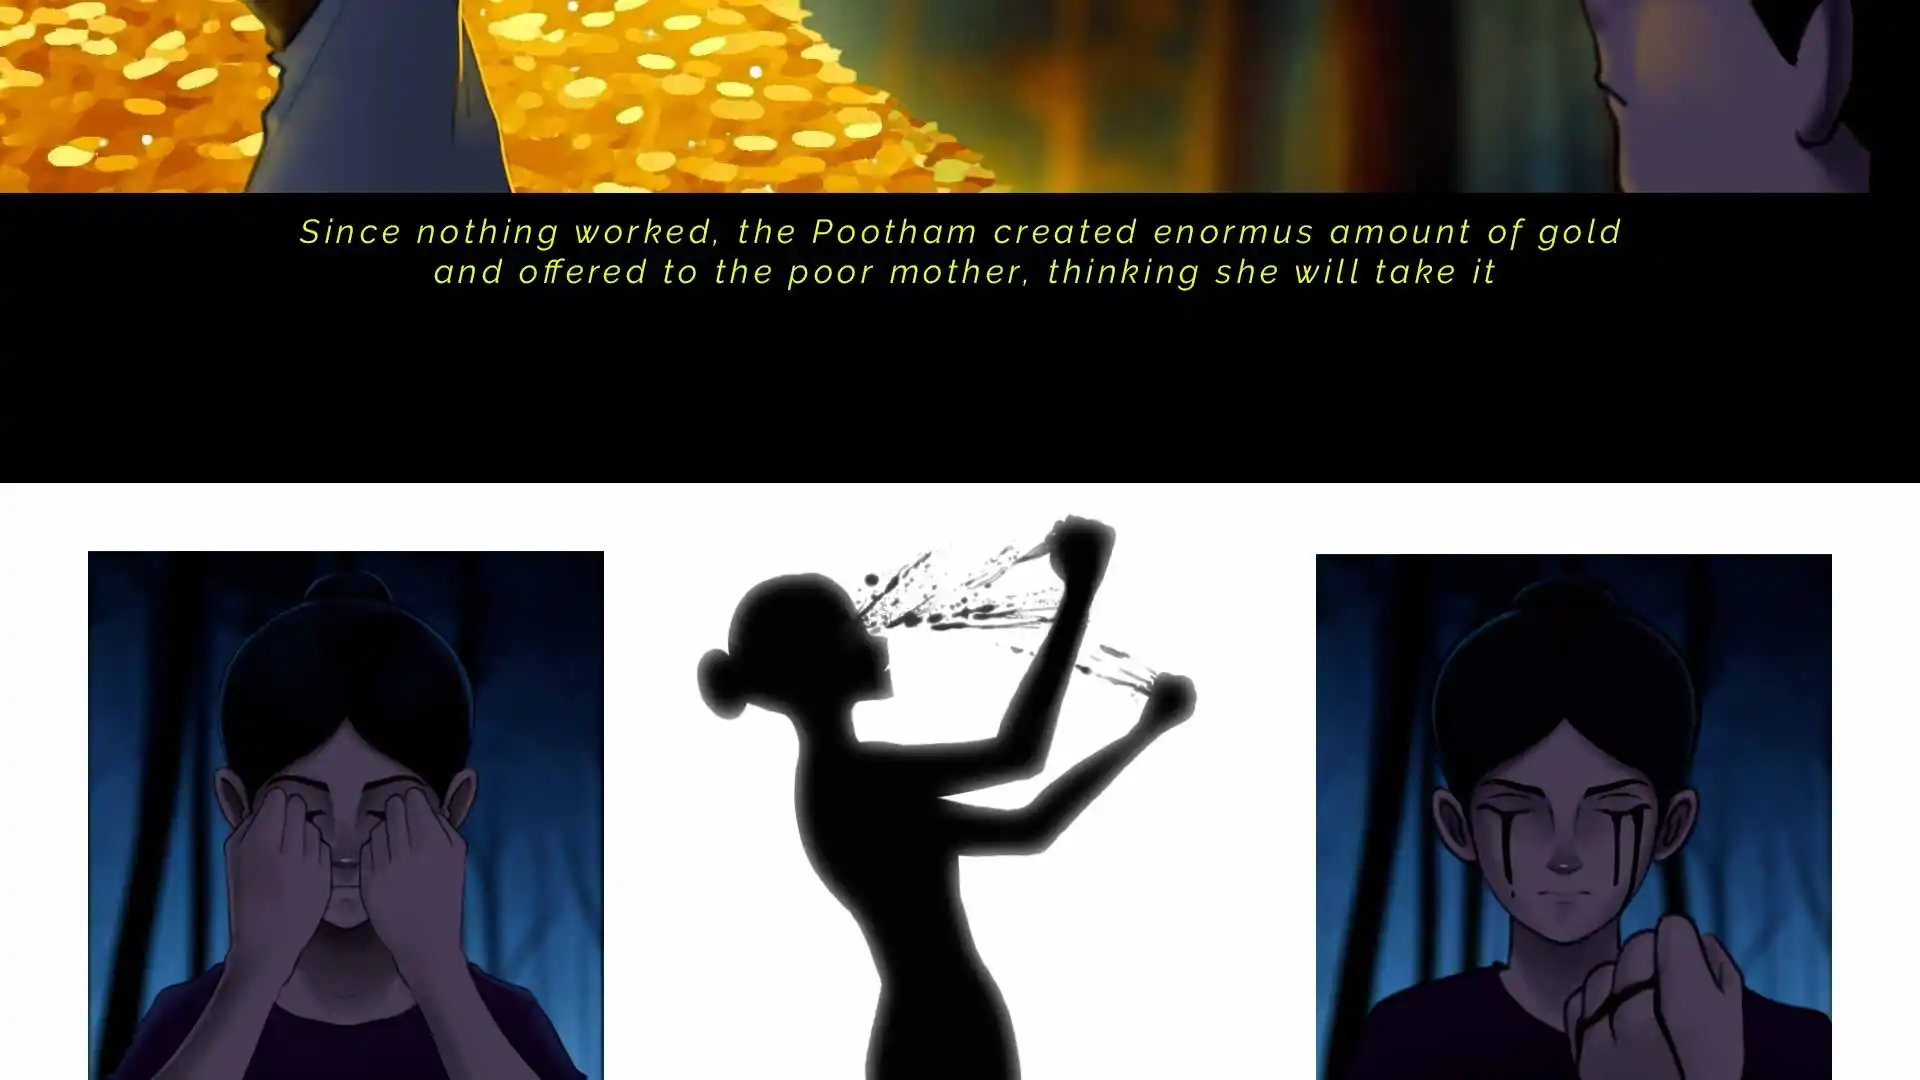 Since nothing worked, the Pootham created enormus amount of gold
and offered to the poor mother, thinking she will take it